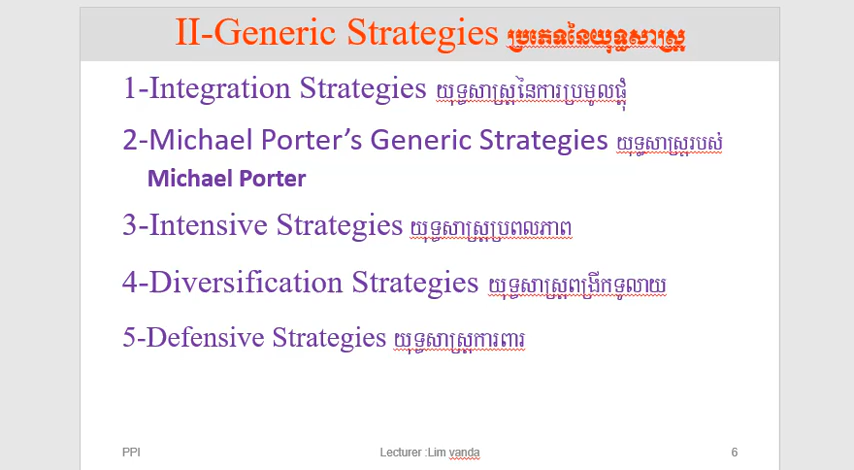 II-Generic Strategies ប្រភេទនៃយុទ្ធសាស្ត្រ
1-Integration Strategies យុទ្ធសាស្ត្រនៃការប្រមូលផ្តុំ
2-Michael Porter’s Generic Strategies យុទ្ធសាស្ត្ររបស់
Michael Porter
3-Intensive Strategies យុទ្ធសាស្ត្រប្រពលភាព
4-Diversification Strategies យុទ្ធសាស្ត្រពង្រីកទូលាយ
5-Defensive Strategies យុទ្ធសាស្ត្រការពារ
PPI Lecturer :Lim vanda 6